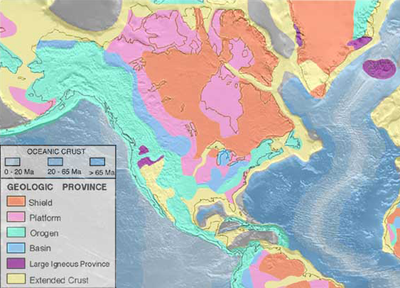 OCEANIC CRUST
0 - 20 Ma
20 - 65 Ma
> 65 Ma
GEOLOGIC PROVINCE
Shield
Platform
Orogen
Basin
Large Igneous Province
Extended Crust